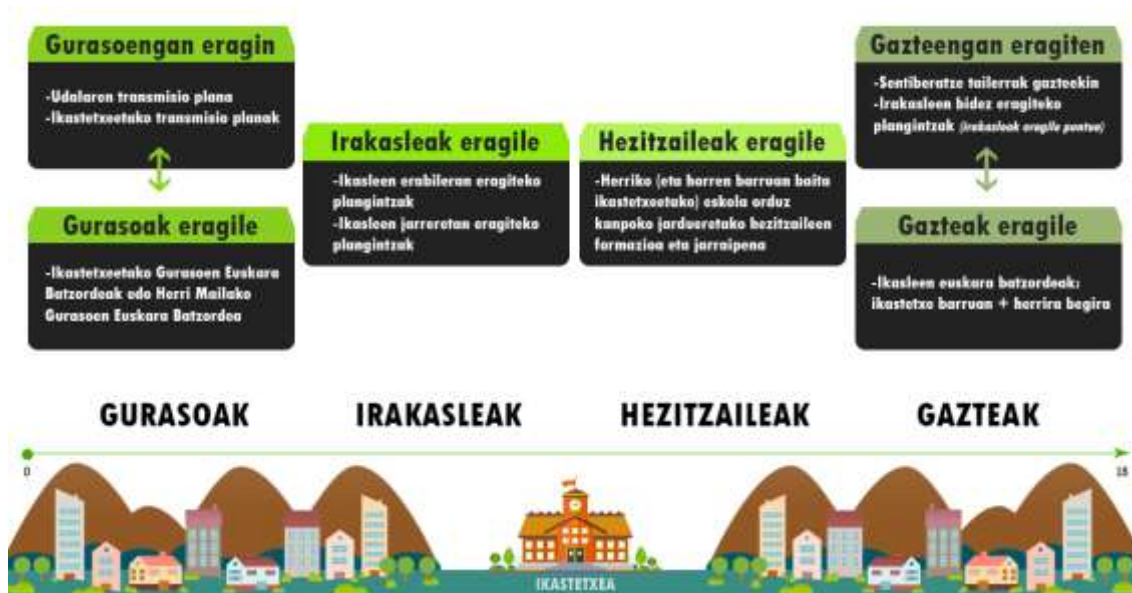 Gurasoengan eragin
-Udalaren transmisio plana
-Ikastetxeetako transmisio planak
Gurasoak eragile
-Ikastetxeetako Gurasoen Euskara
Batzordeak edo Herri Mailako
Gurasoen Euskara Batzordea
Irakasleak eragile
-Ikasleen erabileran eragiteko
plangintzak
-Ikasleen jarreretan eragiteko
plangintzak
Hezitzaileak eragile
-Herriko (eta horren barruan baita
ikastetxeetako) eskola orduz
kanpoko jardueretako hezitzaileen
formazioa eta jarraipena
Gazteengan eragiten
-Sentiberatze tailerrak gazteekin
-Irakasleen bidez eragiteko
plangintzak (irakasleak eragile puntua)
Gazteak eragile
-Ikasleen euskara batzordeak:
ikastetxe barruan + herrira begira
GURASOAK
IRAKASLEAK
HEZITZAILEAK
GAZTEAK
0
18
IKASTETXEA